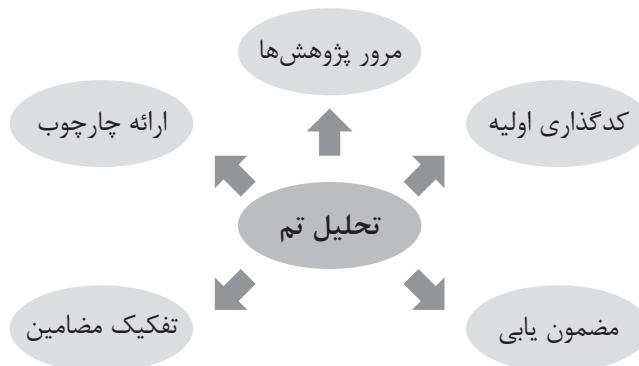 مرور پژوهش‌ها
کدگذاری اولیه
ارائه چارچوب
تحلیل تم
مضمون یابی
تفکیک مضامین